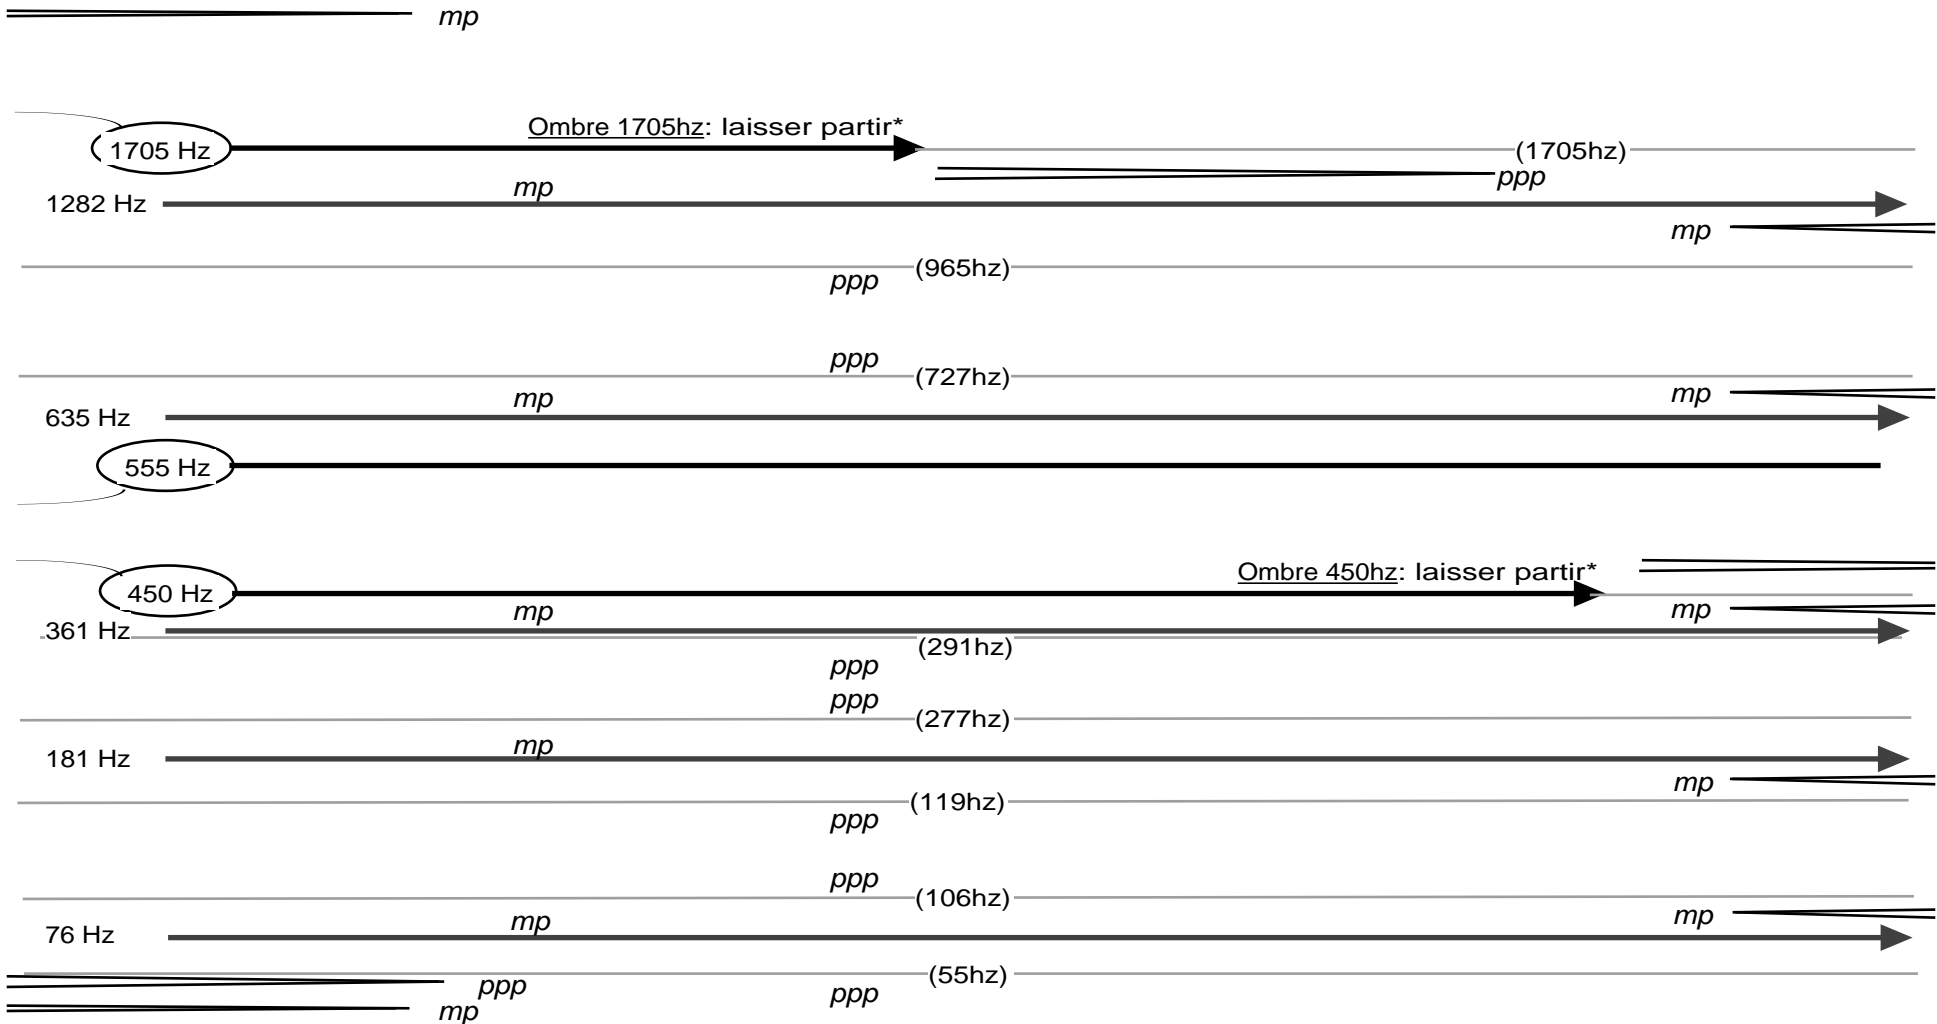 mp
Ombre 1705hz: laisser partir*
1705 Hz
(1705hz)
ppp
mp
1282 Hz
mp
(965hz)
ppp
ppp
(727hz)
mp
mp
635 Hz
555 Hz
Ombre 450hz: laisser partir*
450 Hz
mp
mp
361 Hz
(291hz)
ppp
ppp
(277hz)
mp
181 Hz
mp
(119hz)
ppp
ppp
(106hz)
mp
mp
76 Hz
(55hz)
ppp
ppp
mp